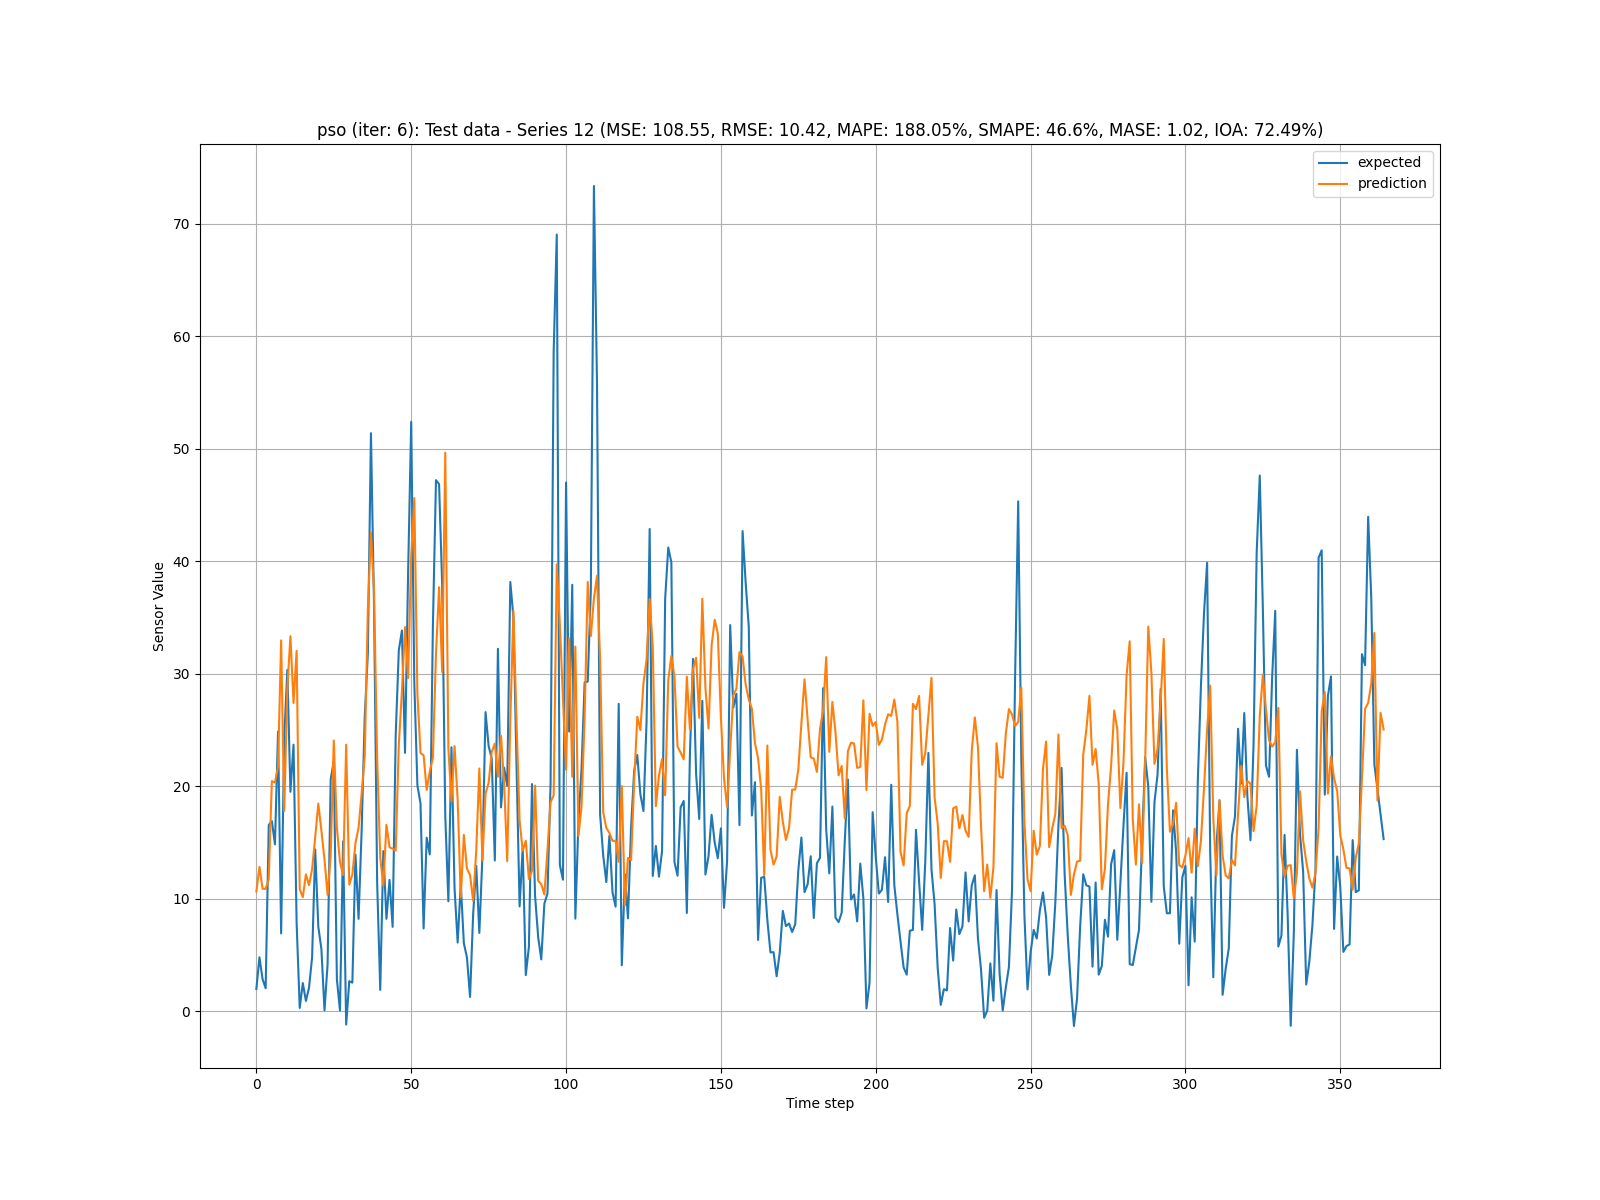 pso (iter: 6): Test data - Series 12 (MSE: 108.55, RMSE: 10.42, MAPE: 188.05%, SMAPE: 46.6%, MASE: 1.02, IOA: 72.49%)
expected
prediction
70
60
50
40
30
20
10
0
Sensor Value
0 50 100 150 200 250 300 350
Time step